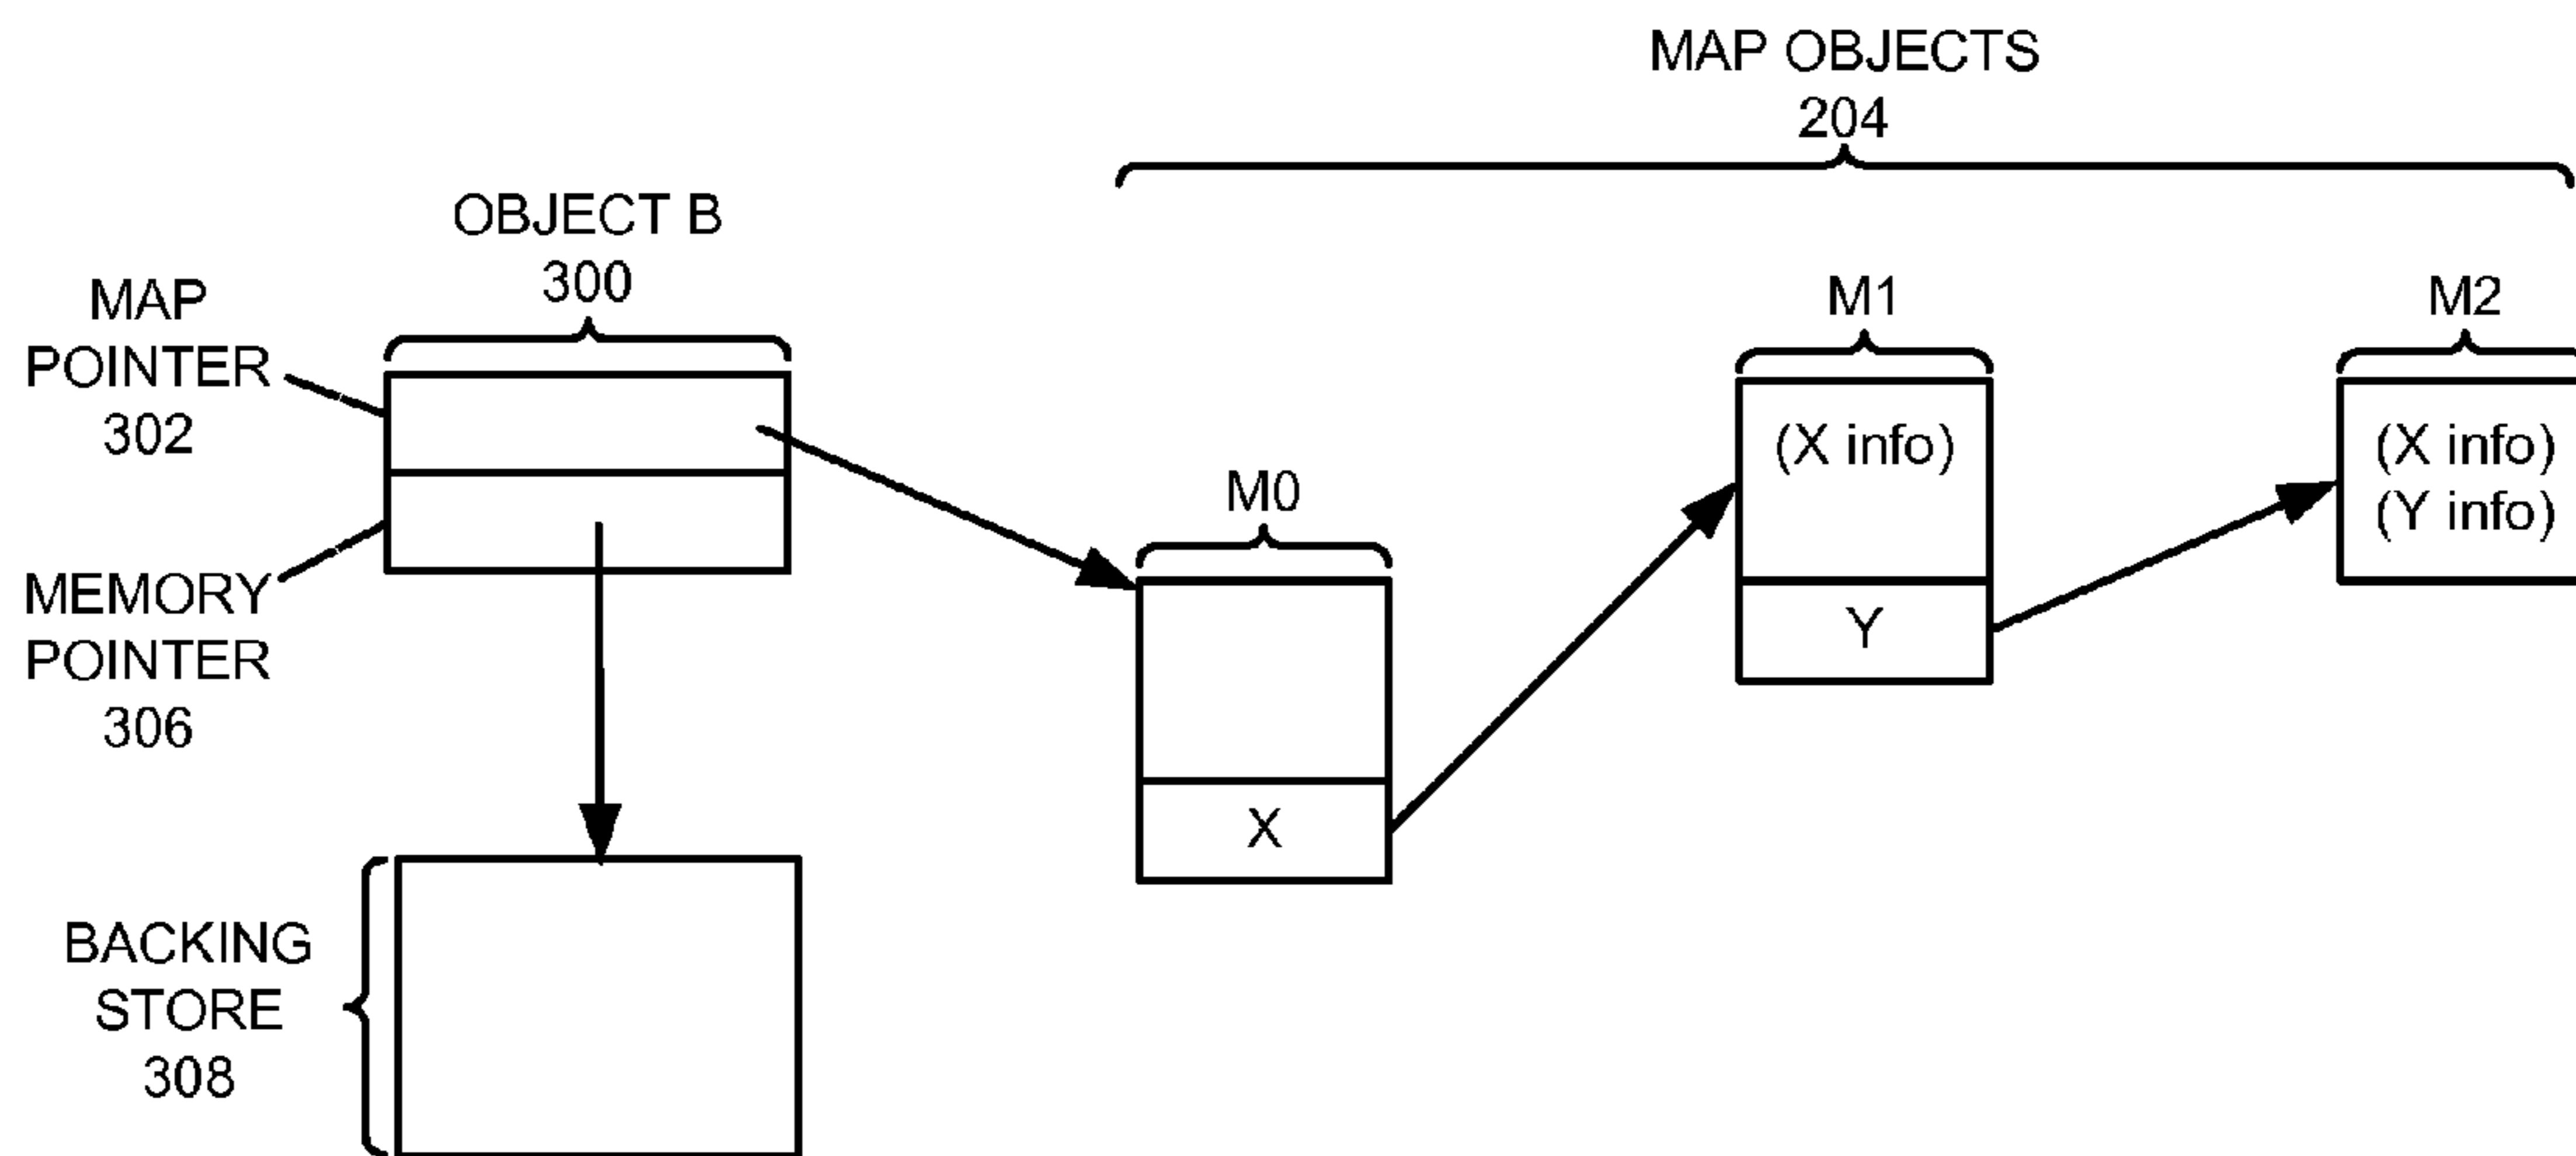 MAP OBJECTS
204
OBJECT B
300
MAP
POINTER
302
M1
M2
(X info)
(X info)
(Y info)
M0
MEMORY
POINTER
306
Y
X
BACKING
STORE
308